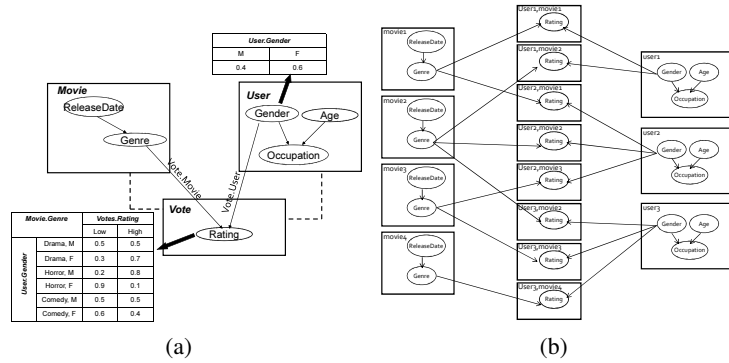 User.Gender
M F
0.4 0.6
Movie
ReleaseDate
Genre
User
Gender
Age
Occupation
Vote.Movie
Vote.User
Vote
Rating
Movie.Genre Votes.Rating
Low High
User.Gender
Drama, M 0.5 0.5
Drama, F 0.3 0.7
Horror, M 0.2 0.8
Horror, F 0.9 0.1
Comedy, M 0.5 0.5
Comedy, F 0.6 0.4
(a)
movie1
ReleaseDate
Genre
movie2
ReleaseDate
Genre
movie3
ReleaseDate
Genre
movie4
ReleaseDate
Genre
User1,movie1
Rating
User1,movie2
Rating
User2,movie1
Rating
User2,movie2
Rating
User2,movie3
Rating
User3,movie2
Rating
User3,movie3
Rating
User3,movie4
Rating
user1
Gender Age
Occupation
user2
Gender Age
Occupation
user3
Gender Age
Occupation
(b)